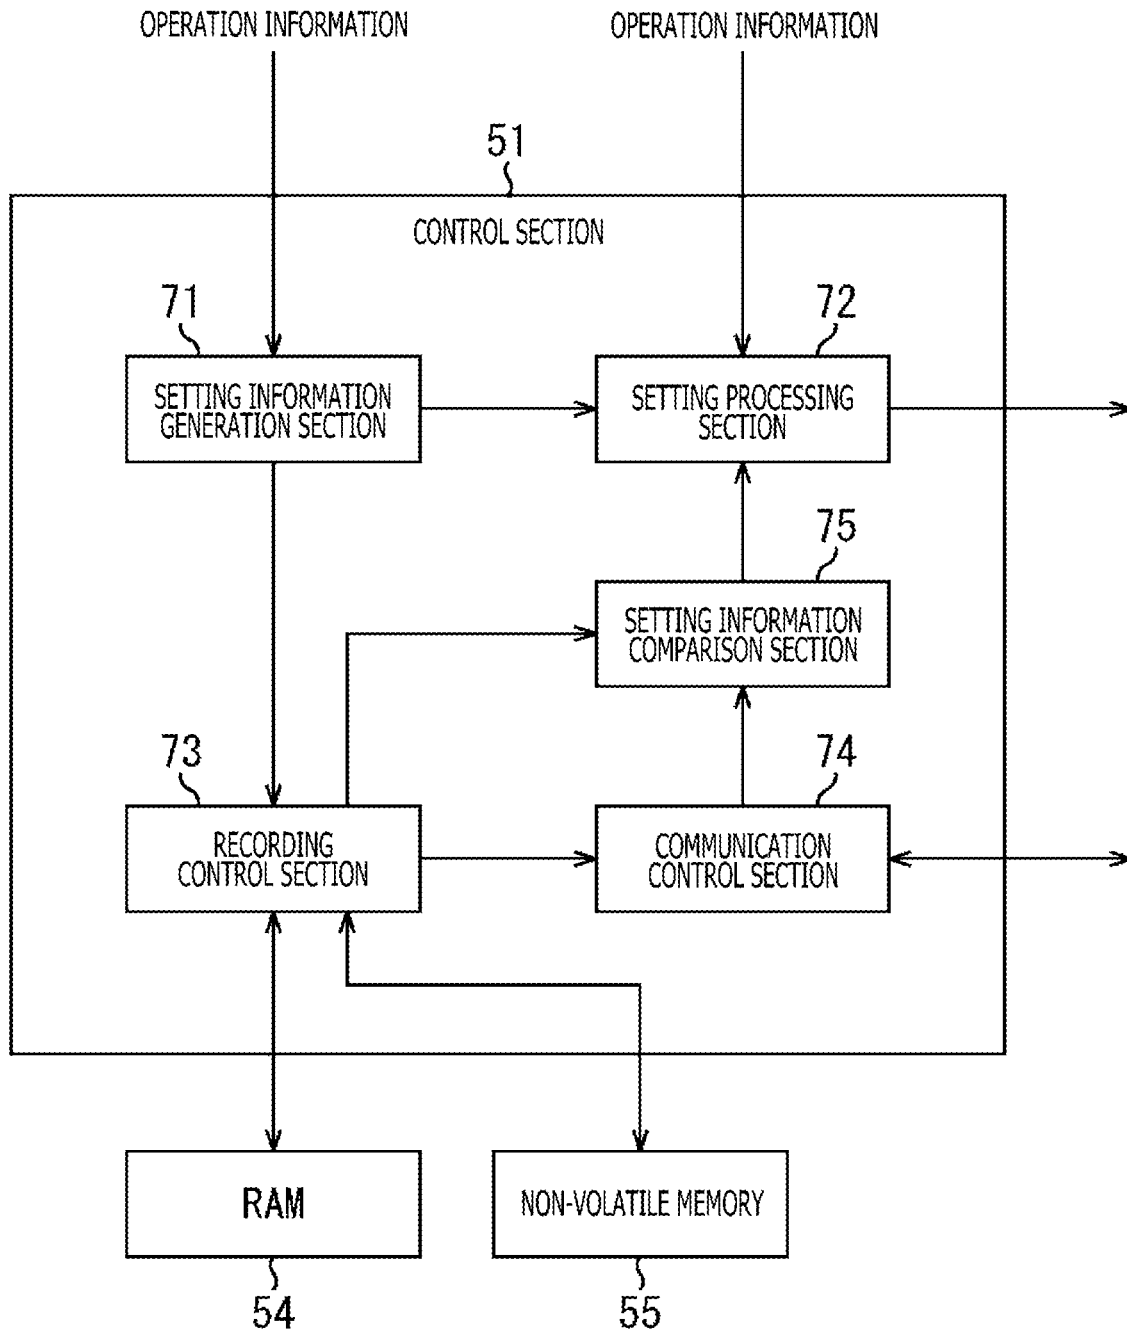 OPERATION INFORMATION
OPERATION INFORMATION
51
CONTROL SECTION
71
72
SETTING INFORMATION
GENERATION SECTION
SETTING PROCESSING
SECTION
75
SETTING INFORMATION
COMPARISON SECTION
73
74
RECORDING
CONTROL SECTION
COMMUNICATION
CONTROL SECTION
RAM
NON-VOLATILE MEMORY
54
55